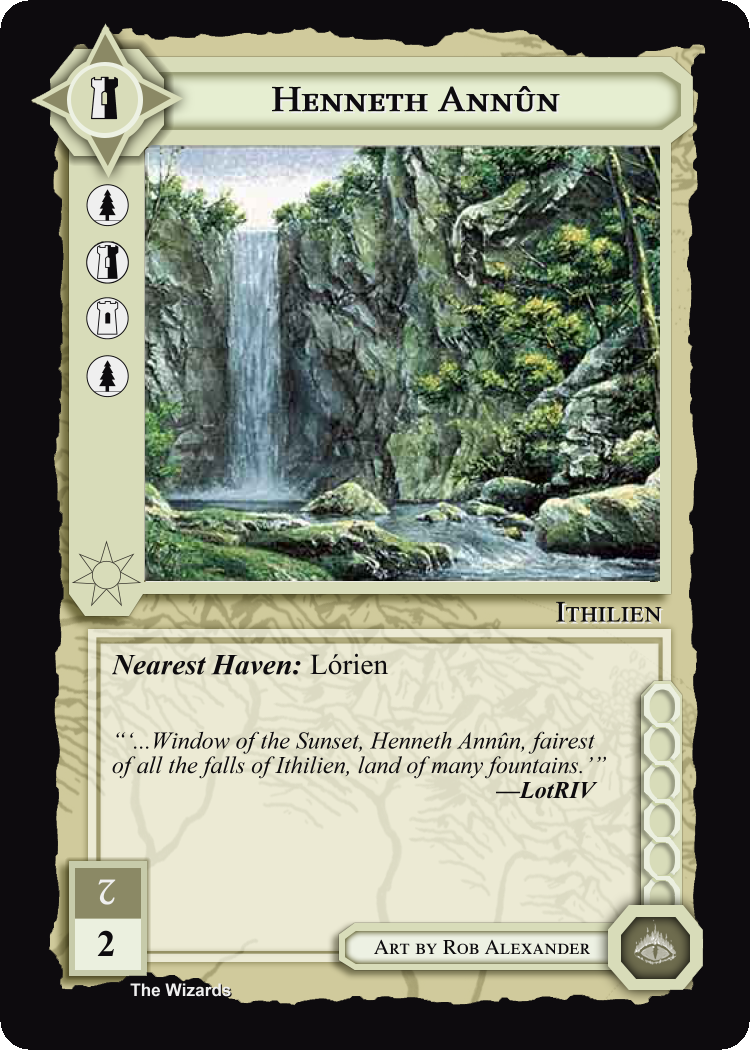 Henneth Annûn
Ithilien
Nearest Haven: Lórien
“‘...Window of the Sunset, Henneth Annûn, fairest
of all the falls of Ithilien, land of many fountains.’”
—LotRIV
2
2
Art by Rob Alexander
The Wizards